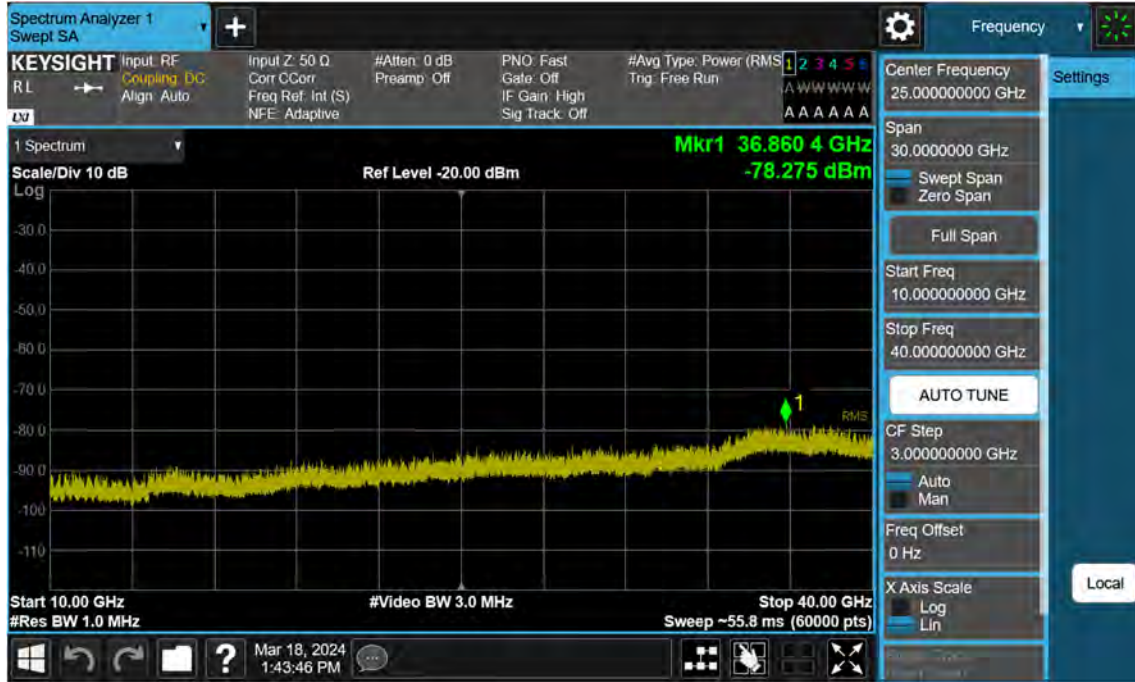 Spectrum Analyzer 1
Swept SA
+
Frequency
KEYSIGHT
RL
LXI
Input: RF
Coupling: DC
Align: Auto
Input Z: 50 Ω
Corr CCorr
Freq Ref: Int (S)
NFE: Adaptive
#Atten: 0 dB
Preamp: Off
PNO: Fast
Gate: Off
IF Gain: High
Sig Track: Off
#Avg Type: Power (RMS
Trig: Free Run
1 2 3 4 5 6
A W W W W W
A A A A A A
1 Spectrum
Scale/Div 10 dB
Ref Level -20.00 dBm
Mkr1 36.860 4 GHz
-78.275 dBm
Log
-30.0
-40.0
-50.0
-60.0
-70.0
-80.0
-90.0
-100
-110
1
RMS
Start 10.00 GHz
#Res BW 1.0 MHz
#Video BW 3.0 MHz
Stop 40.00 GHz
Sweep ~55.8 ms (60000 pts)
?
Mar 18, 2024
1:43:46 PM
Center Frequency
25.000000000 GHz
Span
30.0000000 GHz
Swept Span
Zero Span
Full Span
Start Freq
10.000000000 GHz
Stop Freq
40.000000000 GHz
AUTO TUNE
CF Step
3.000000000 GHz
Auto
Man
Freq Offset
0 Hz
X Axis Scale
Log
Lin
Settings
Local